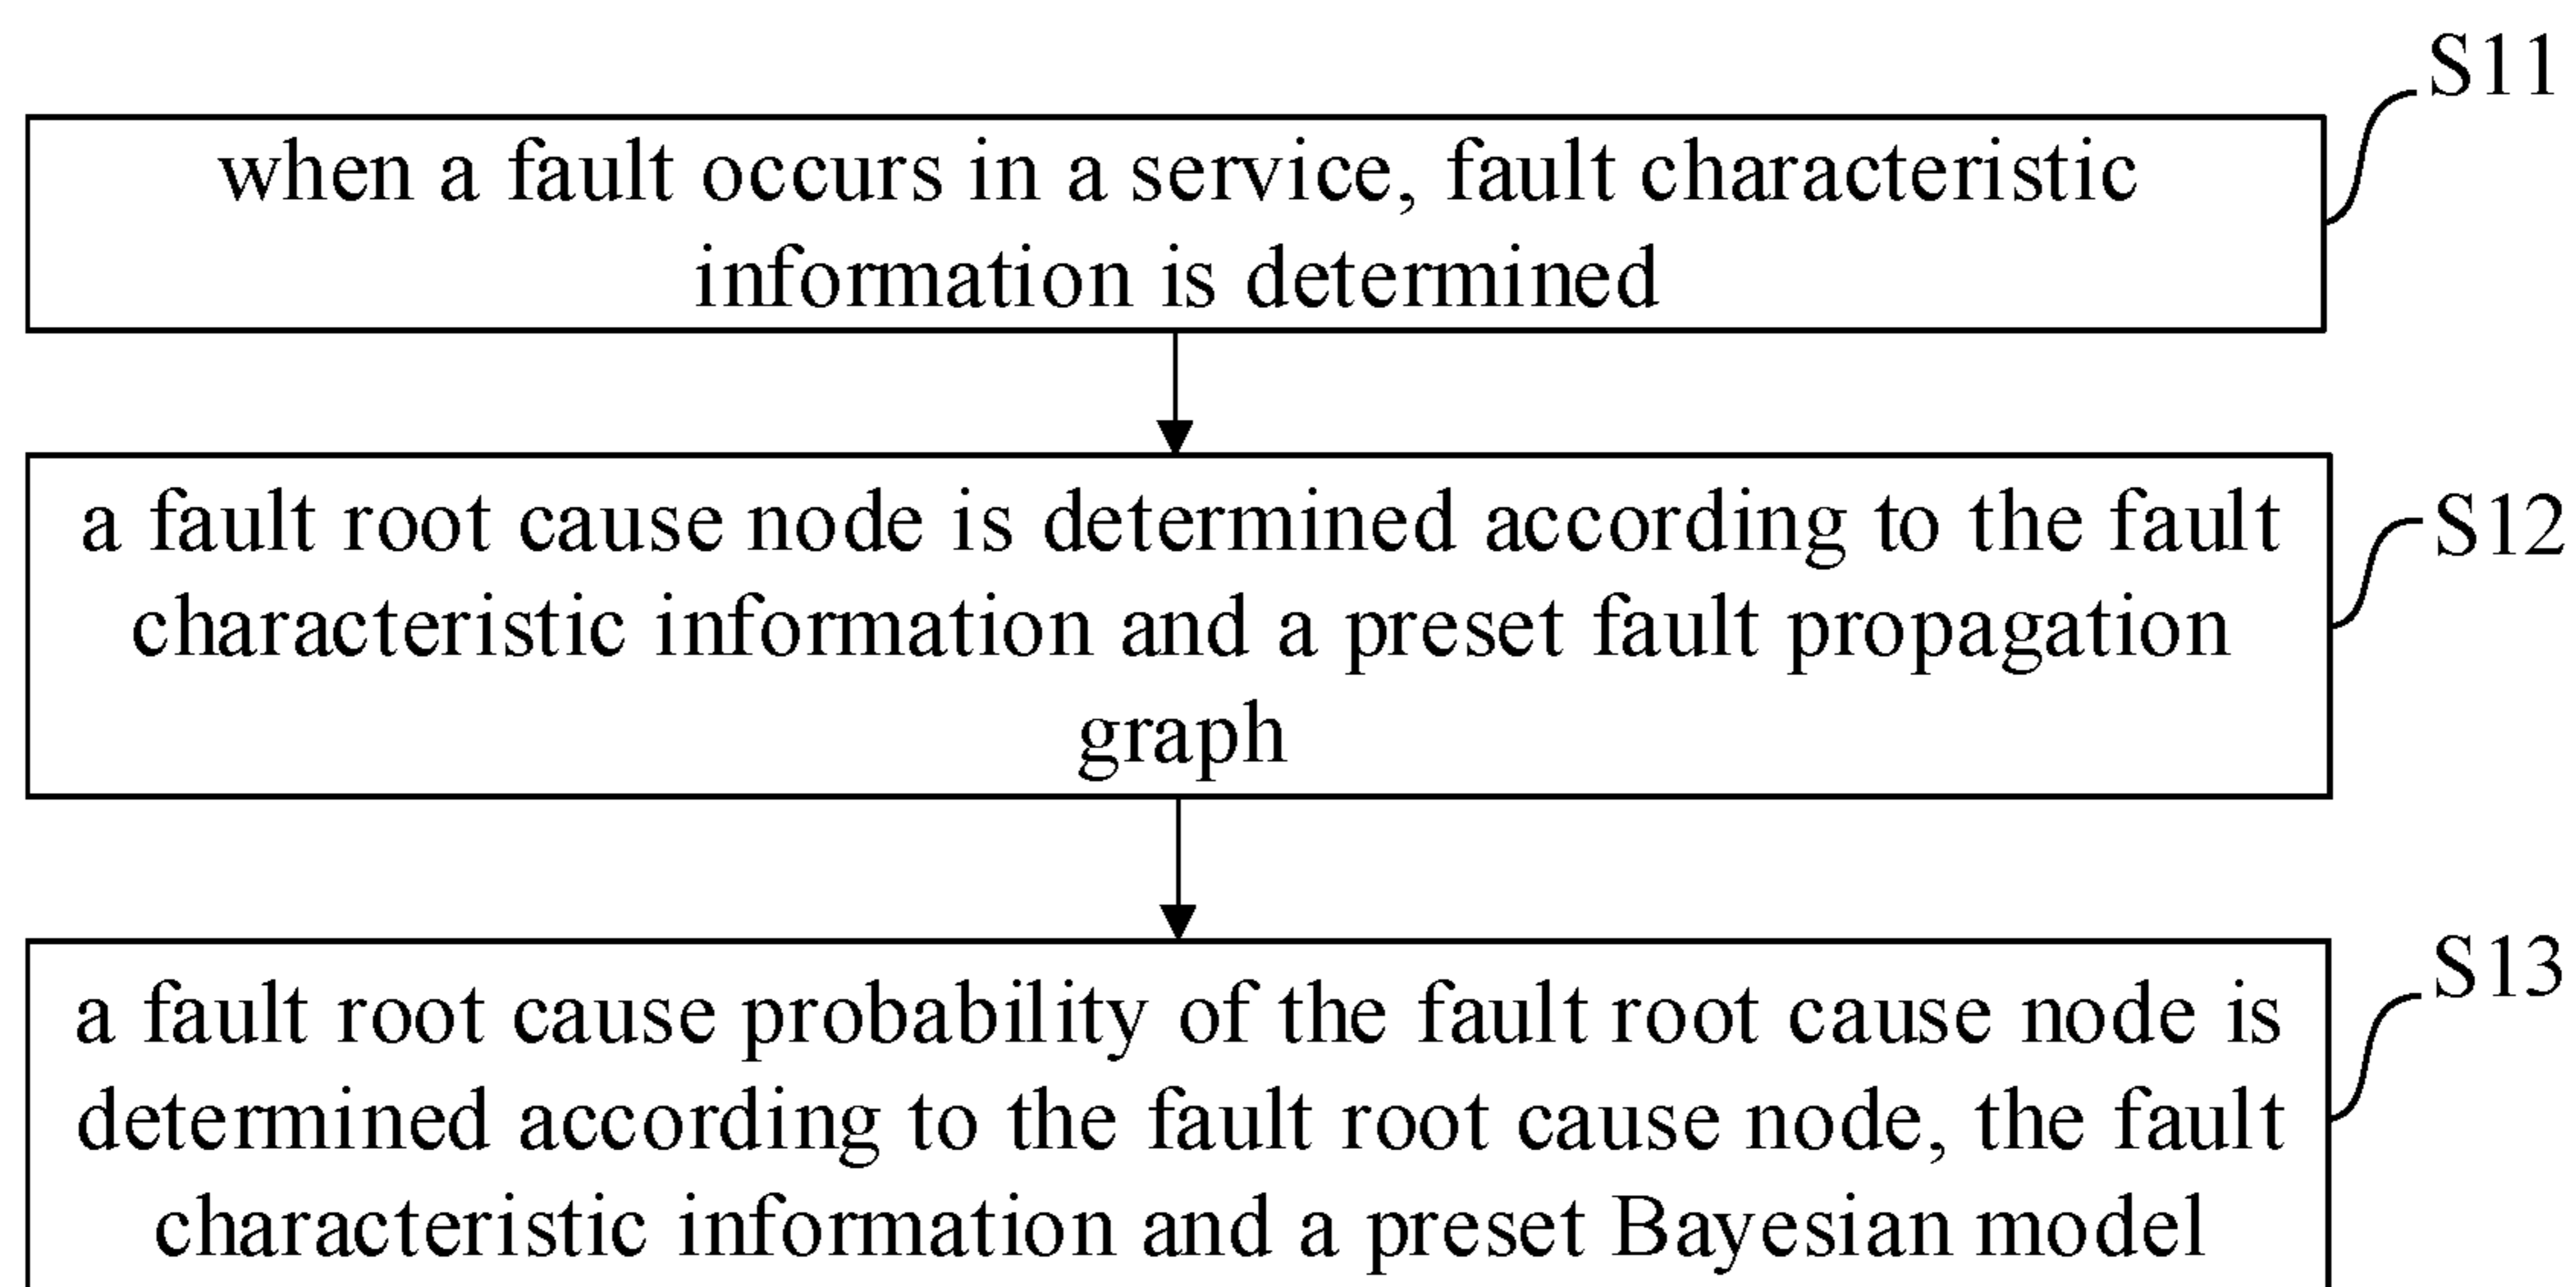 S11
when a fault occurs in a service, fault characteristic
information is determined
a fault root cause node is determined according to the fault
S12
characteristic information and a preset fault propagation
graph
S13
a fault root cause probability of the fault root cause node is
determined according to the fault root cause node, the fault
characteristic information and a preset Bayesian model